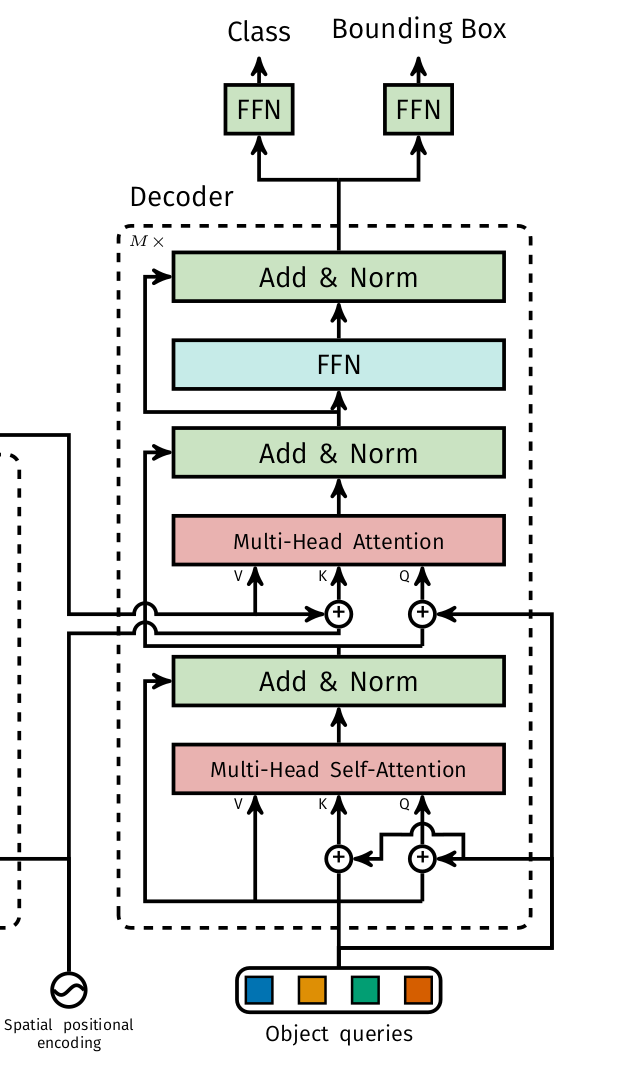 Class
Bounding Box
FFN
FFN
Decoder
M ×
Add & Norm
FFN
Add & Norm
Multi-Head Attention
V
K
Q
+
+
Add & Norm
Multi-Head Self-Attention
V
K
Q
+
+
Spatial positional
encoding
Object queries